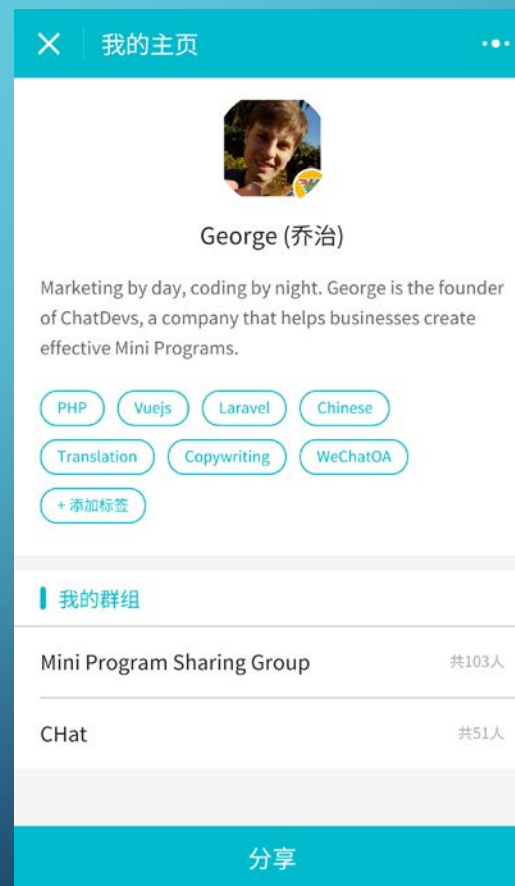 我的主页
George (乔治)
Marketing by day, coding by night. George is the founder
of ChatDevs, a company that helps businesses create
effective Mini Programs.
PHP Vuejs Laravel Chinese
Translation Copywriting WeChatOA
+ 添加标签
我的群组
Mini Program Sharing Group 共103人
CHat 共51人
分享